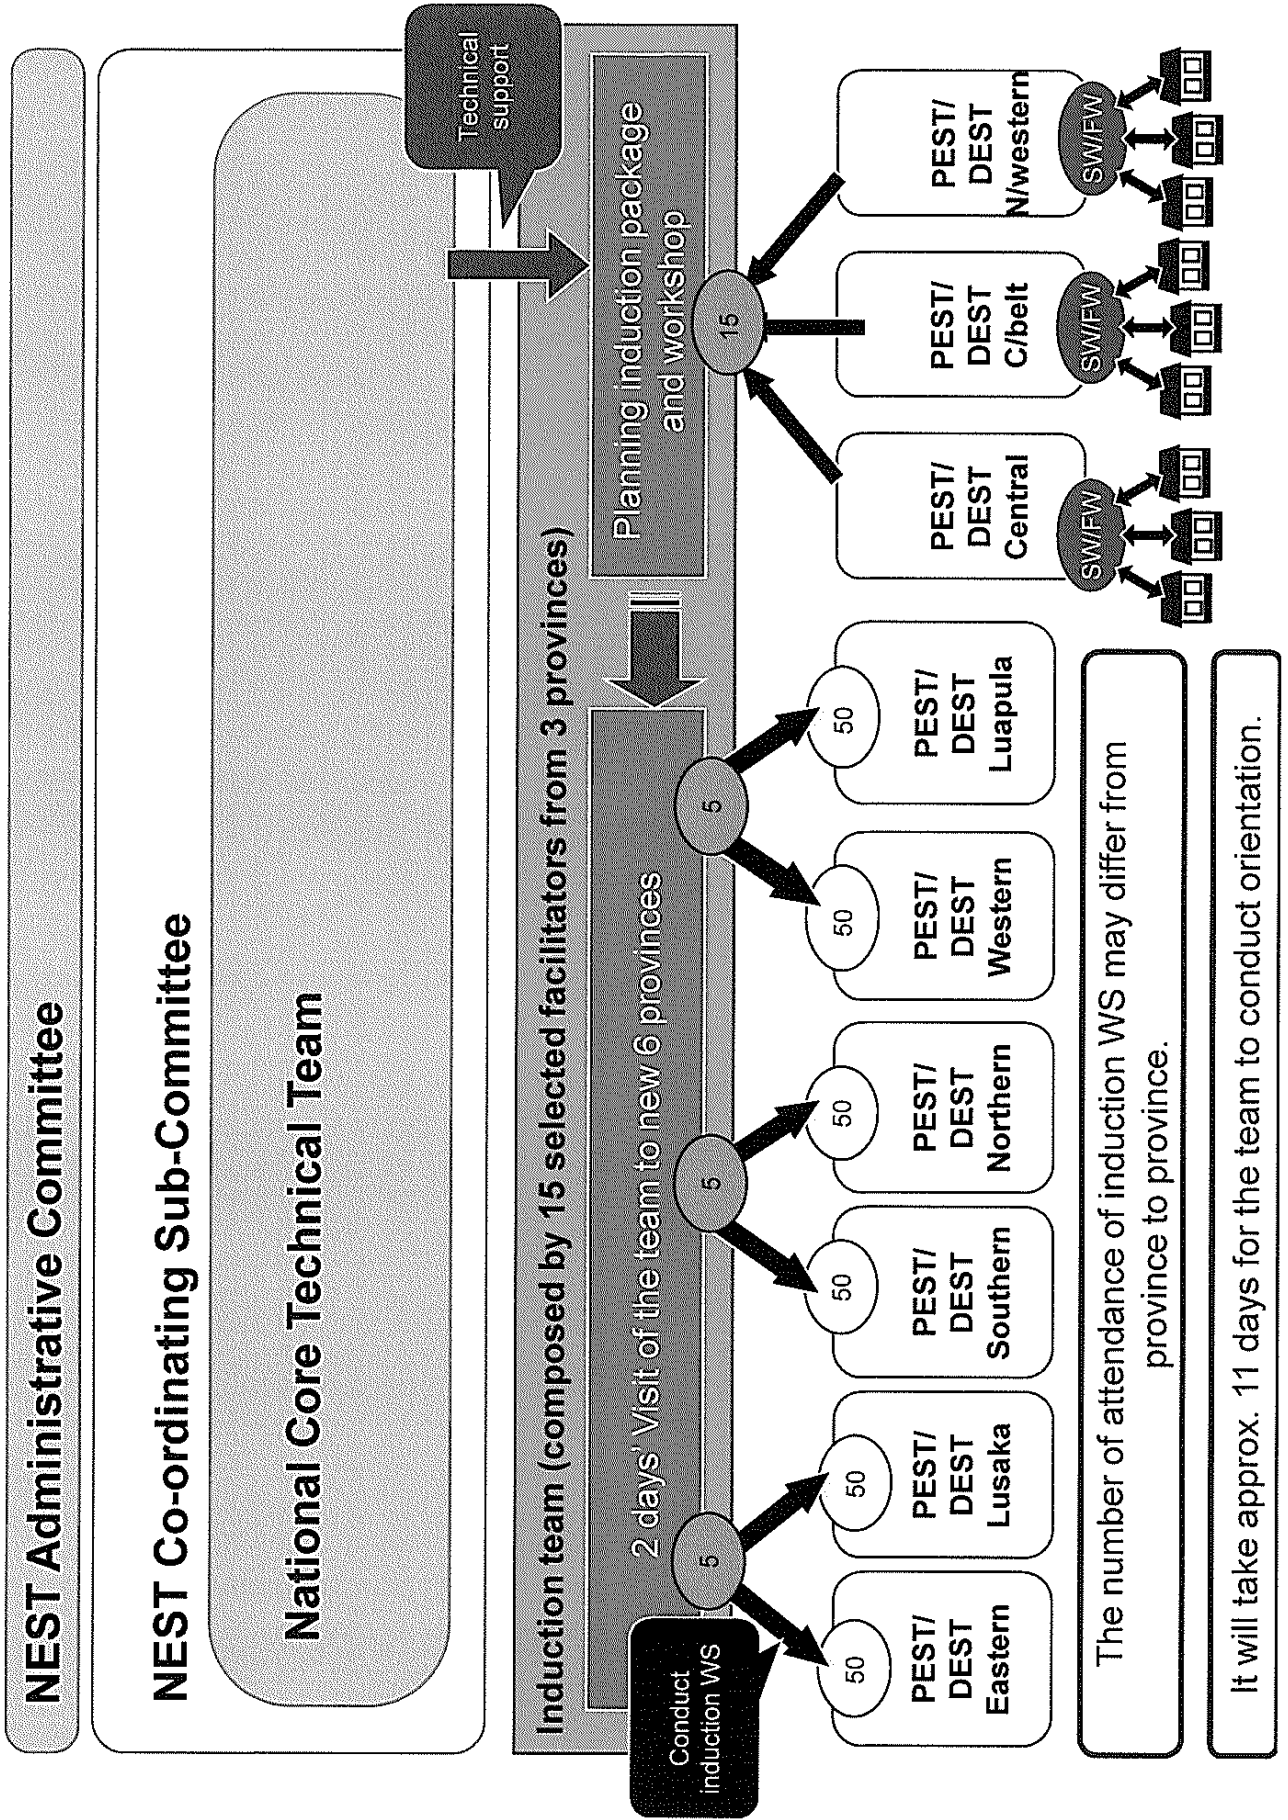 NEST Administrative Committee
NEST Co-ordinating Sub-Committee
National Core Technical Team
Technical
support
Induction team (composed by 15 selected facilitators from 3 provinces)
2 days' Visit of the team to new 6 provinces
Planning induction package
and workshop
Conduct
induction WS
5
5
5
15
50
50
50
50
50
50
PEST/
DEST
Eastern
PEST/
DEST
Lusaka
PEST/
DEST
Southern
PEST/
DEST
Northern
PEST/
DEST
Western
PEST/
DEST
Luapula
PEST/
DEST
Central
PEST/
DEST
C/belt
PEST/
DEST
N/western
SW/FW
SW/FW
SW/FW
The number of attendance of induction WS may differ from
province to province.
It will take approx. 11 days for the team to conduct orientation.